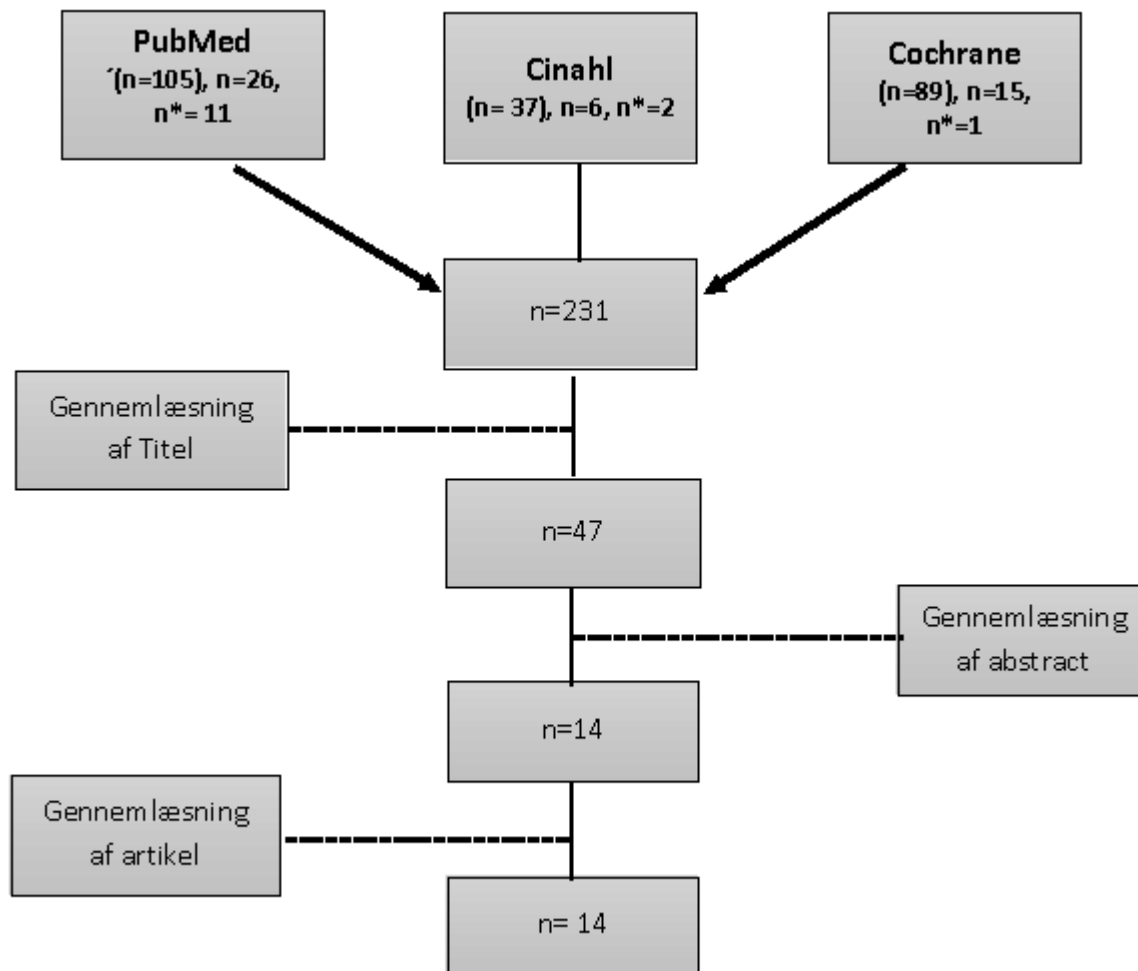 PubMed
´(n=105), n=26,
n*= 11
Cinahl
(n= 37), n=6, n*=2
Cochrane
(n=89), n=15,
n*=1
n=231
Gennemlæsning
af Titel
n=47
Gennemlæsning
af abstract
n=14
Gennemlæsning
af artikel
n= 14